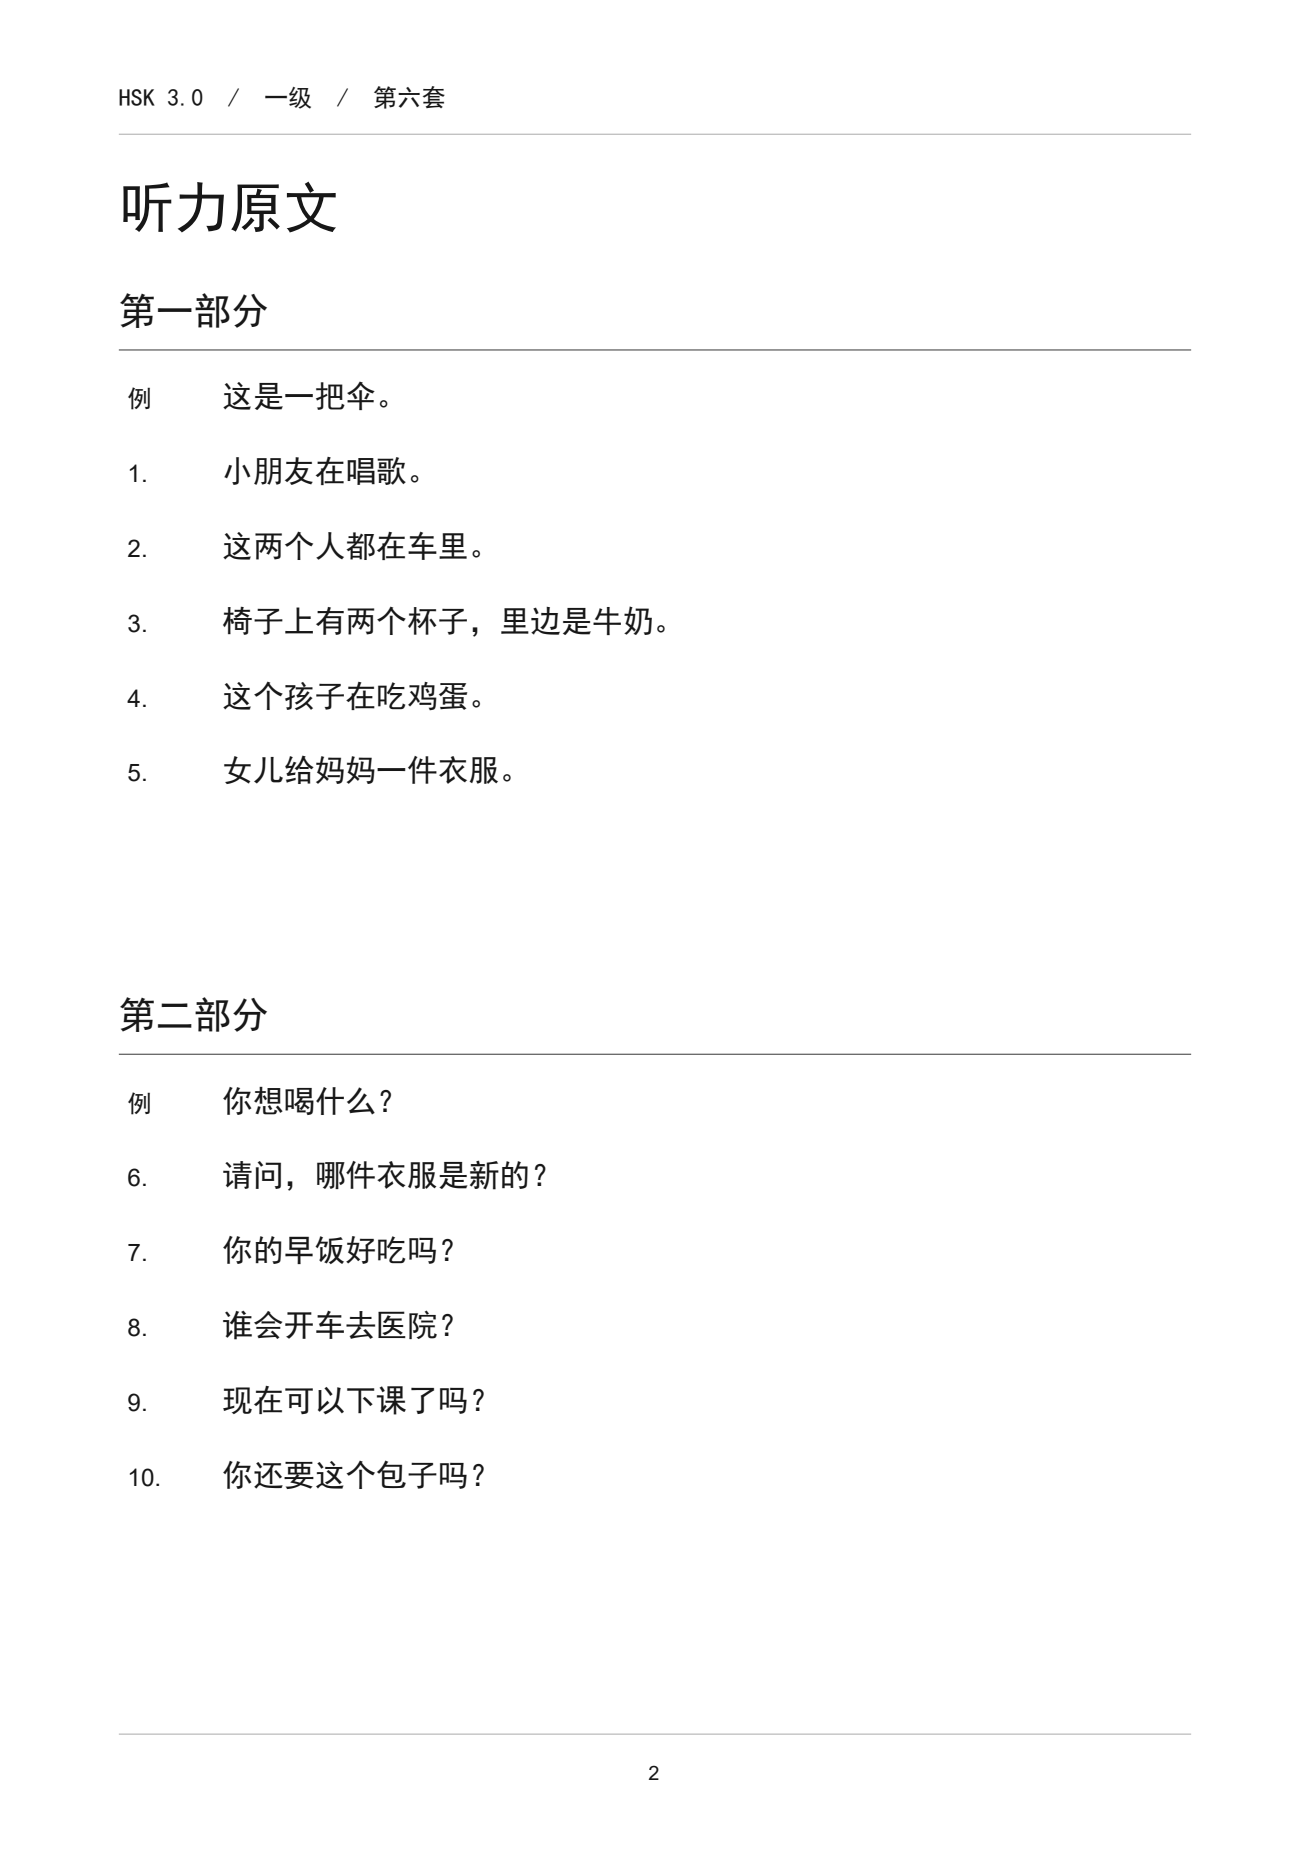 HSK 3.0 / 一级 / 第六套
听力原文
第一部分
例 这是一把伞。
1. 小朋友在唱歌。
2. 这两个人都在车里。
3. 椅子上有两个杯子，里边是牛奶。
4. 这个孩子在吃鸡蛋。
5. 女儿给妈妈一件衣服。
第二部分
例 你想喝什么？
6. 请问，哪件衣服是新的？
7. 你的早饭好吃吗？
8. 谁会开车去医院？
9. 现在可以下课了吗？
10. 你还要这个包子吗？
2